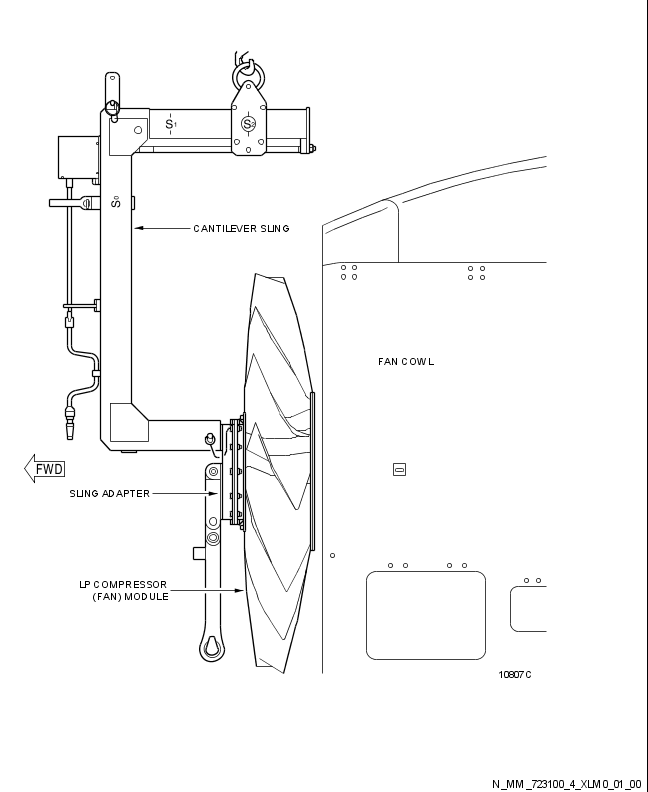 S1
S2
S0
CANTILEVER SLING
FAN COWL
FWD
SLING ADAPTER
LP COMPRESSOR
(FAN) MODULE
10807C
N_MM_723100_4_XLM0_01_00